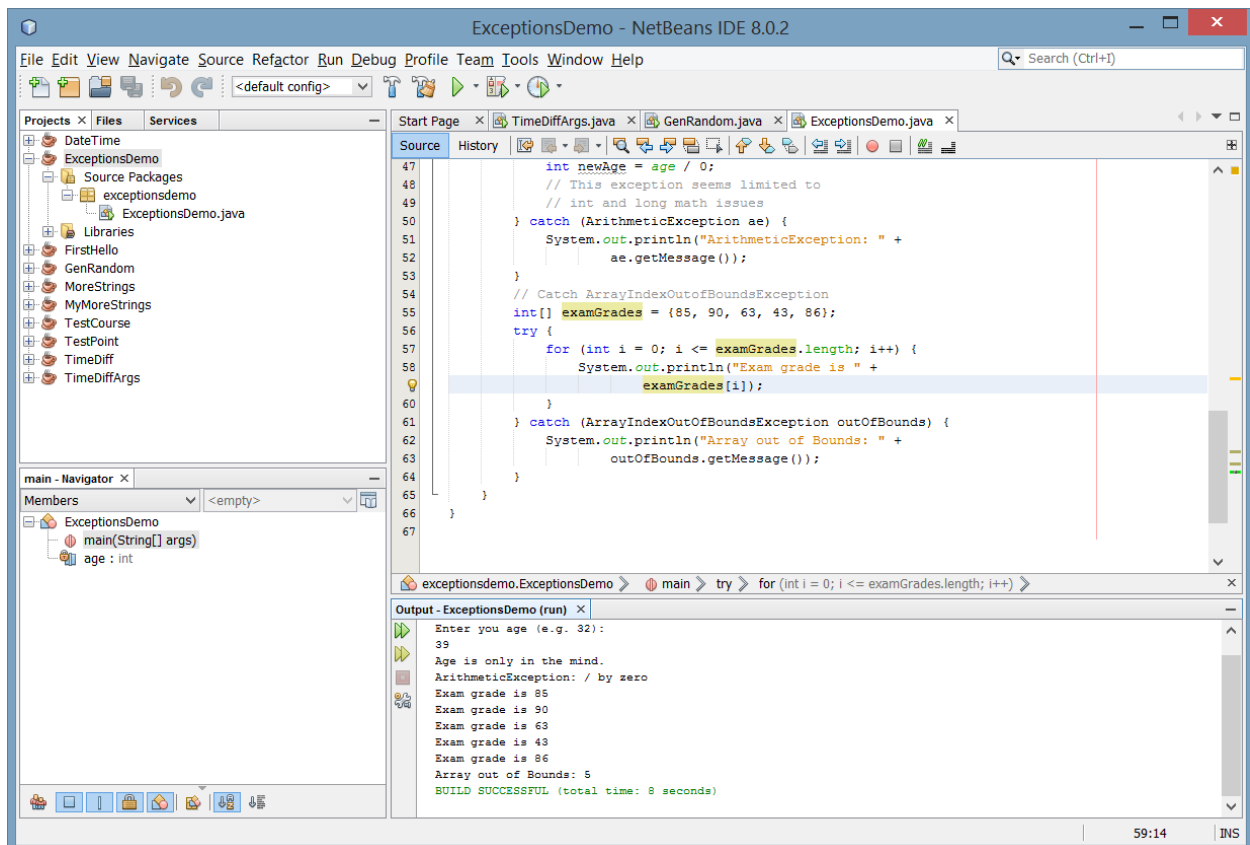 ExceptionsDemo - NetBeans IDE 8.0.2
File Edit View Navigate Source Refactor Run Debug Profile Team Tools Window Help
Search (Ctrl+I)
<default config>
Projects Files Services
DateTime
ExceptionsDemo
Source Packages
exceptionsdemo
ExceptionsDemo.java
Libraries
FirstHello
GenRandom
MoreStrings
MyMoreStrings
TestCourse
TestPoint
TimeDiff
TimeDiffArgs
main - Navigator
Members <empty>
ExceptionsDemo
main(String[] args)
age : int
Start Page TimeDiffArgs.java GenRandom.java ExceptionsDemo.java
Source History
47 int newAge = age / 0;
48 // This exception seems limited to
49 // int and long math issues
50 } catch (ArithmeticException ae) {
51 System.out.println("ArithmeticException: " +
52 ae.getMessage());
53 }
54 // Catch ArrayIndexOutofBoundsException
55 int[] examGrades = {85, 90, 63, 43, 86};
56 try {
57 for (int i = 0; i <= examGrades.length; i++) {
58 System.out.println("Exam grade is " +
examGrades[i]);
60 }
61 } catch (ArrayIndexOutOfBoundsException outOfBounds) {
62 System.out.println("Array out of Bounds: " +
63 outOfBounds.getMessage());
64 }
65 }
66 }
67
exceptionsdemo.ExceptionsDemo main try for (int i = 0; i <= examGrades.length; i++)
Output - ExceptionsDemo (run)
Enter you age (e.g. 32):
39
Age is only in the mind.
ArithmeticException: / by zero
Exam grade is 85
Exam grade is 90
Exam grade is 63
Exam grade is 43
Exam grade is 86
Array out of Bounds: 5
BUILD SUCCESSFUL (total time: 8 seconds)
59:14 INS